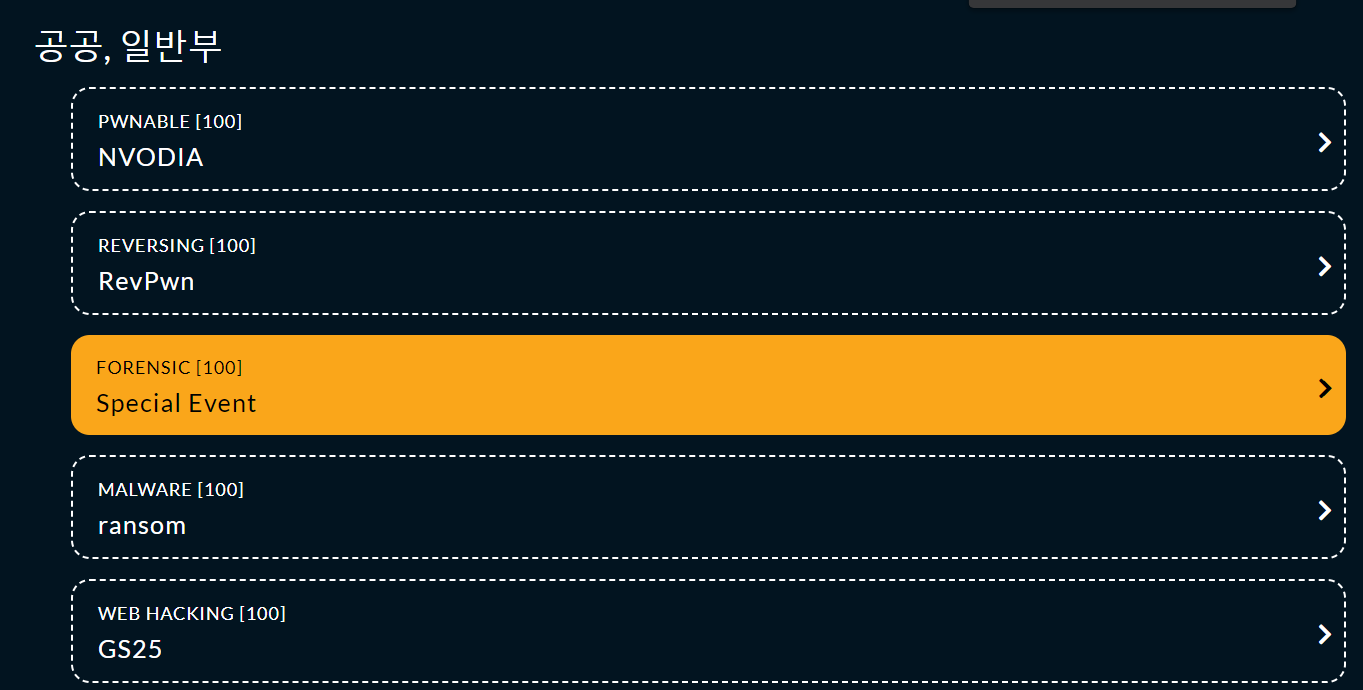 공공, 일반부
PWNABLE [100]
NVODIA
REVERSING [100]
RevPwn
FORENSIC [100]
Special Event
MALWARE [100]
ransom
WEB HACKING [100]
GS25